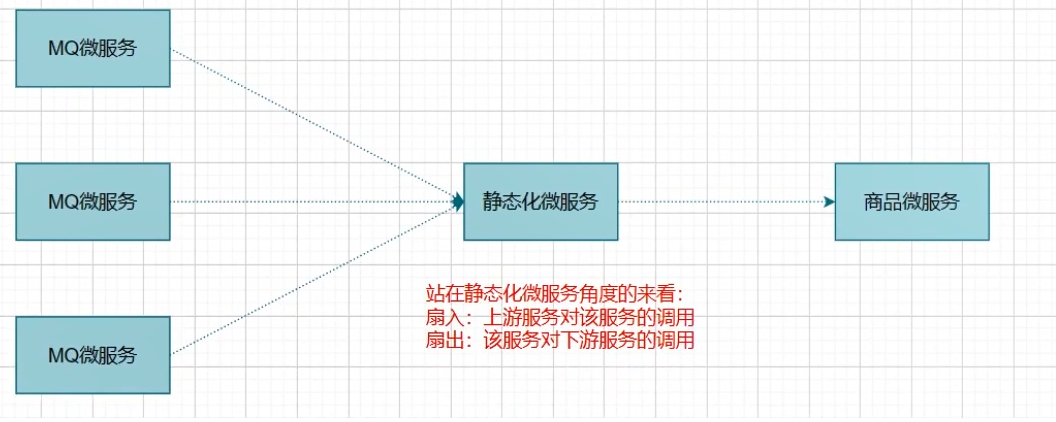 MQ微服务
MQ微服务
静态化微服务
商品微服务
站在静态化微服务角度的来看：
扇入：上游服务对该服务的调用
扇出：该服务对下游服务的调用
MQ微服务